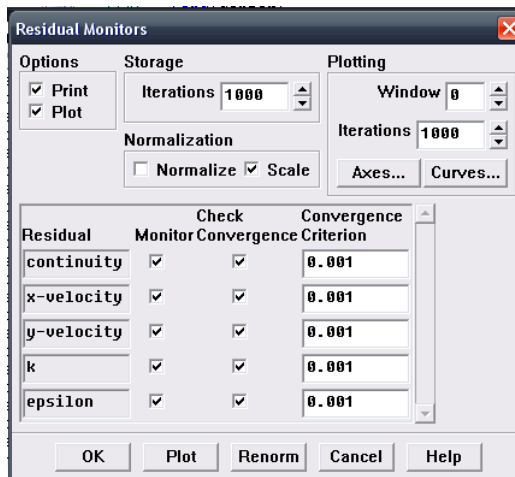 Residual Monitors
Options
Print
Plot
Storage
Iterations 1000
Normalization
Normalize Scale
Plotting
Window 0
Iterations 1000
Axes... Curves...
Residual Monitor Check Convergence Convergence Criterion
continuity 0.001
x-velocity 0.001
y-velocity 0.001
k 0.001
epsilon 0.001
OK Plot Renorm Cancel Help